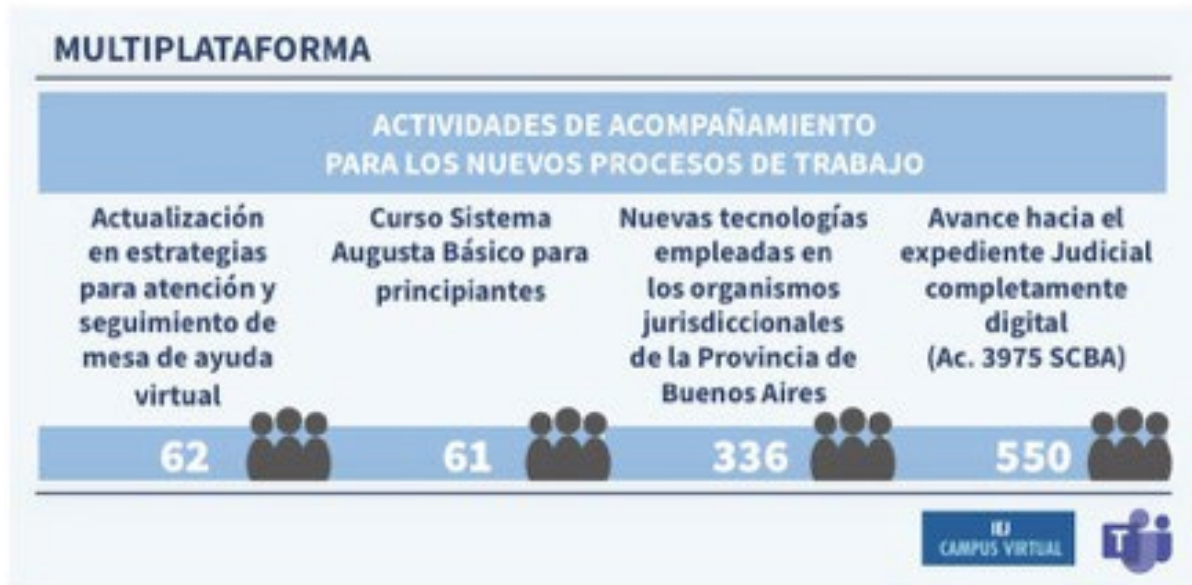 MULTIPLATAFORMA
ACTIVIDADES DE ACOMPAÑAMIENTO
PARA LOS NUEVOS PROCESOS DE TRABAJO
Actualización
en estrategias
para atención y
seguimiento de
mesa de ayuda
virtual
62
Curso Sistema
Augusta Básico para
principiantes
61
Nuevas tecnologías
empleadas en
los organismos
jurisdiccionales
de la Provincia de
Buenos Aires
336
Avance hacia el
expediente Judicial
completamente
digital
(Ac. 3975 SCBA)
550
IEJ
CAMPUS VIRTUAL
T